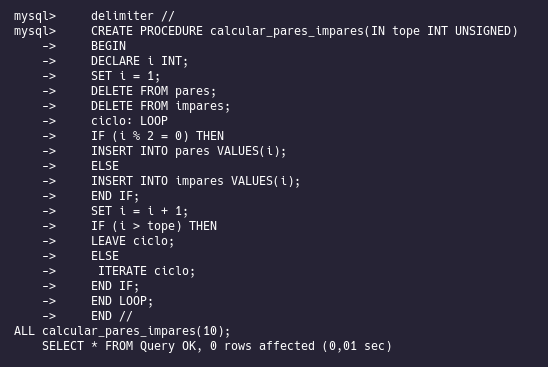 mysql>     delimiter //
mysql>     CREATE PROCEDURE calcular_pares_impares(IN tope INT UNSIGNED)
    ->     BEGIN
    ->     DECLARE i INT;
    ->     SET i = 1;
    ->     DELETE FROM pares;
    ->     DELETE FROM impares;
    ->     ciclo: LOOP
    ->     IF (i % 2 = 0) THEN
    ->     INSERT INTO pares VALUES(i);
    ->     ELSE
    ->     INSERT INTO impares VALUES(i);
    ->     END IF;
    ->     SET i = i + 1;
    ->     IF (i > tope) THEN
    ->     LEAVE ciclo;
    ->     ELSE
    ->      ITERATE ciclo;
    ->     END IF;
    ->     END LOOP;
    ->     END //
ALL calcular_pares_impares(10);
    SELECT * FROM Query OK, 0 rows affected (0,01 sec)